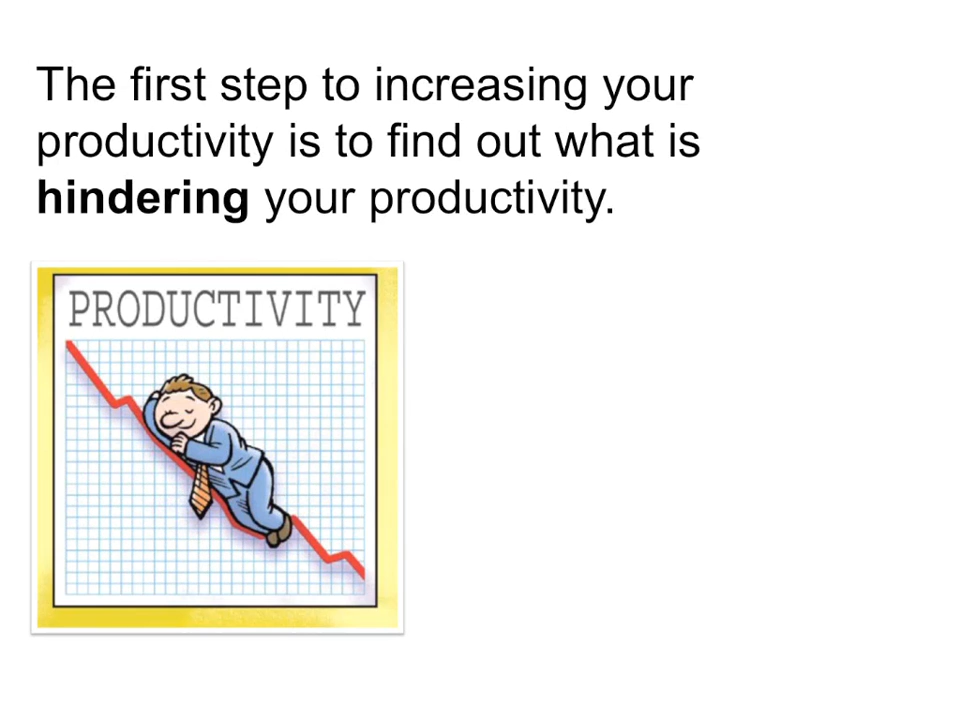 The first step to increasing your
productivity is to find out what is
hindering your productivity.
PRODUCTIVITY